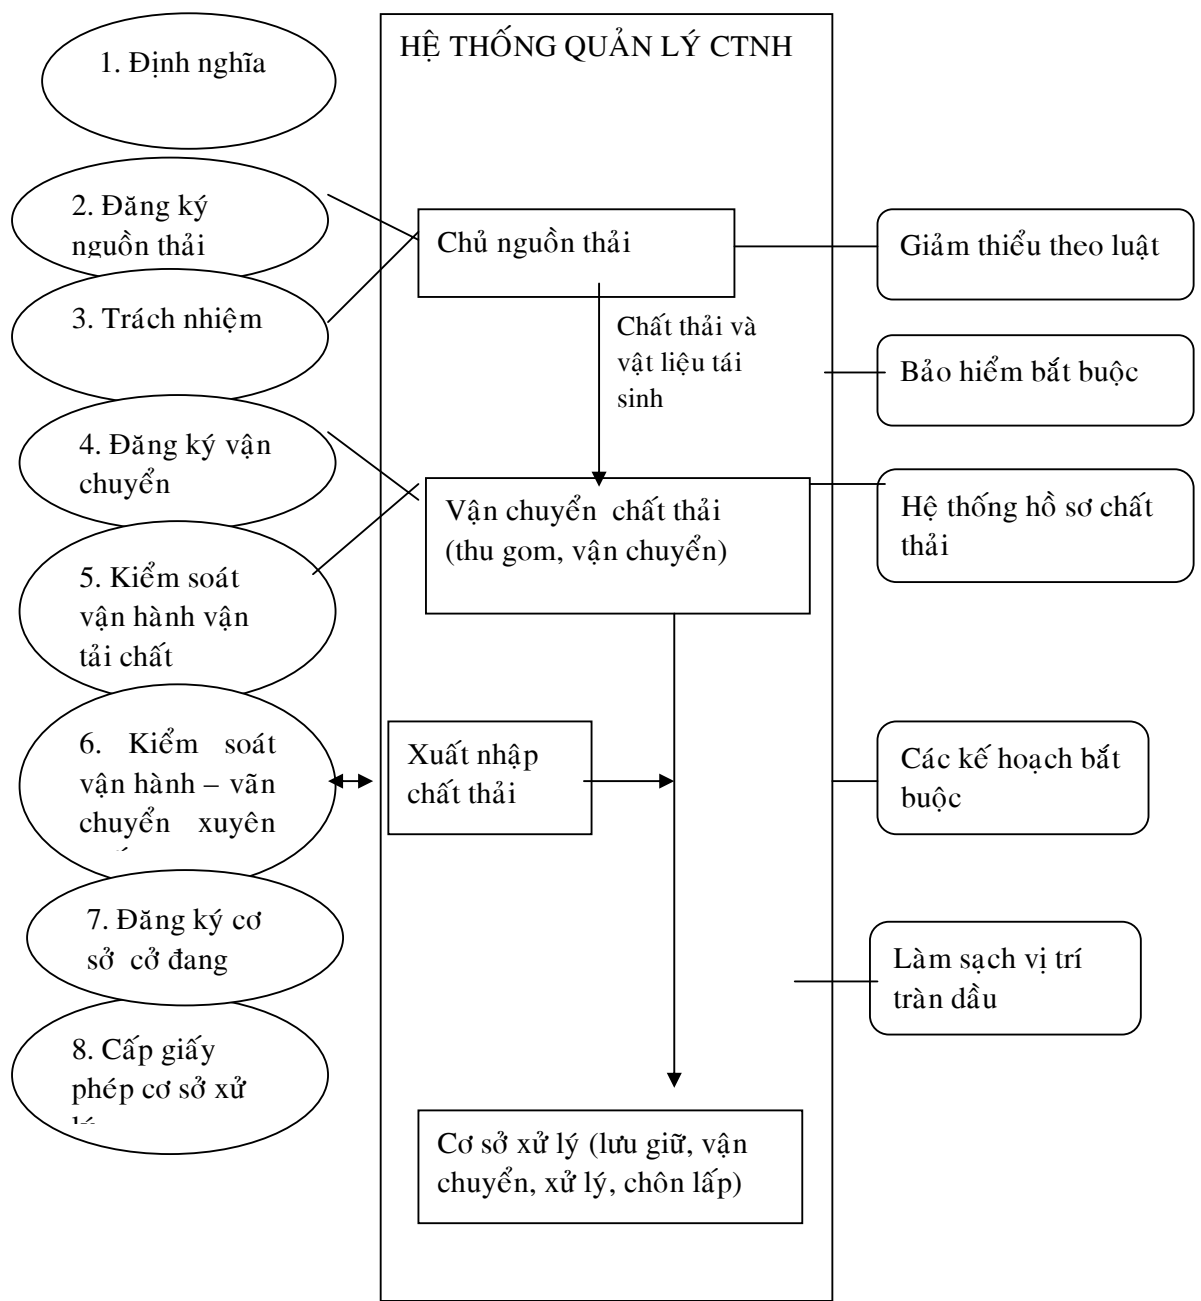 HỆ THỐNG QUẢN LÝ CTNH
1. Định nghĩa
2. Đăng ký
nguồn thải
3. Trách nhiệm
4. Đăng ký vận
chuyển
5. Kiểm soát
vận hành vận
tải chất
6. Kiểm soát
vận hành – vãn
chuyển xuyên
7. Đăng ký cơ
sở cở đang
8. Cấp giấy
phép cơ sở xử
Chủ nguồn thải
Chất thải và
vật liệu tái
sinh
Vận chuyển chất thải
(thu gom, vận chuyển)
Xuất nhập
chất thải
Cơ sở xử lý (lưu giữ, vận
chuyển, xử lý, chôn lấp)
Giảm thiểu theo luật
Bảo hiểm bắt buộc
Hệ thống hồ sơ chất
thải
Các kế hoạch bắt
buộc
Làm sạch vị trí
tràn dầu